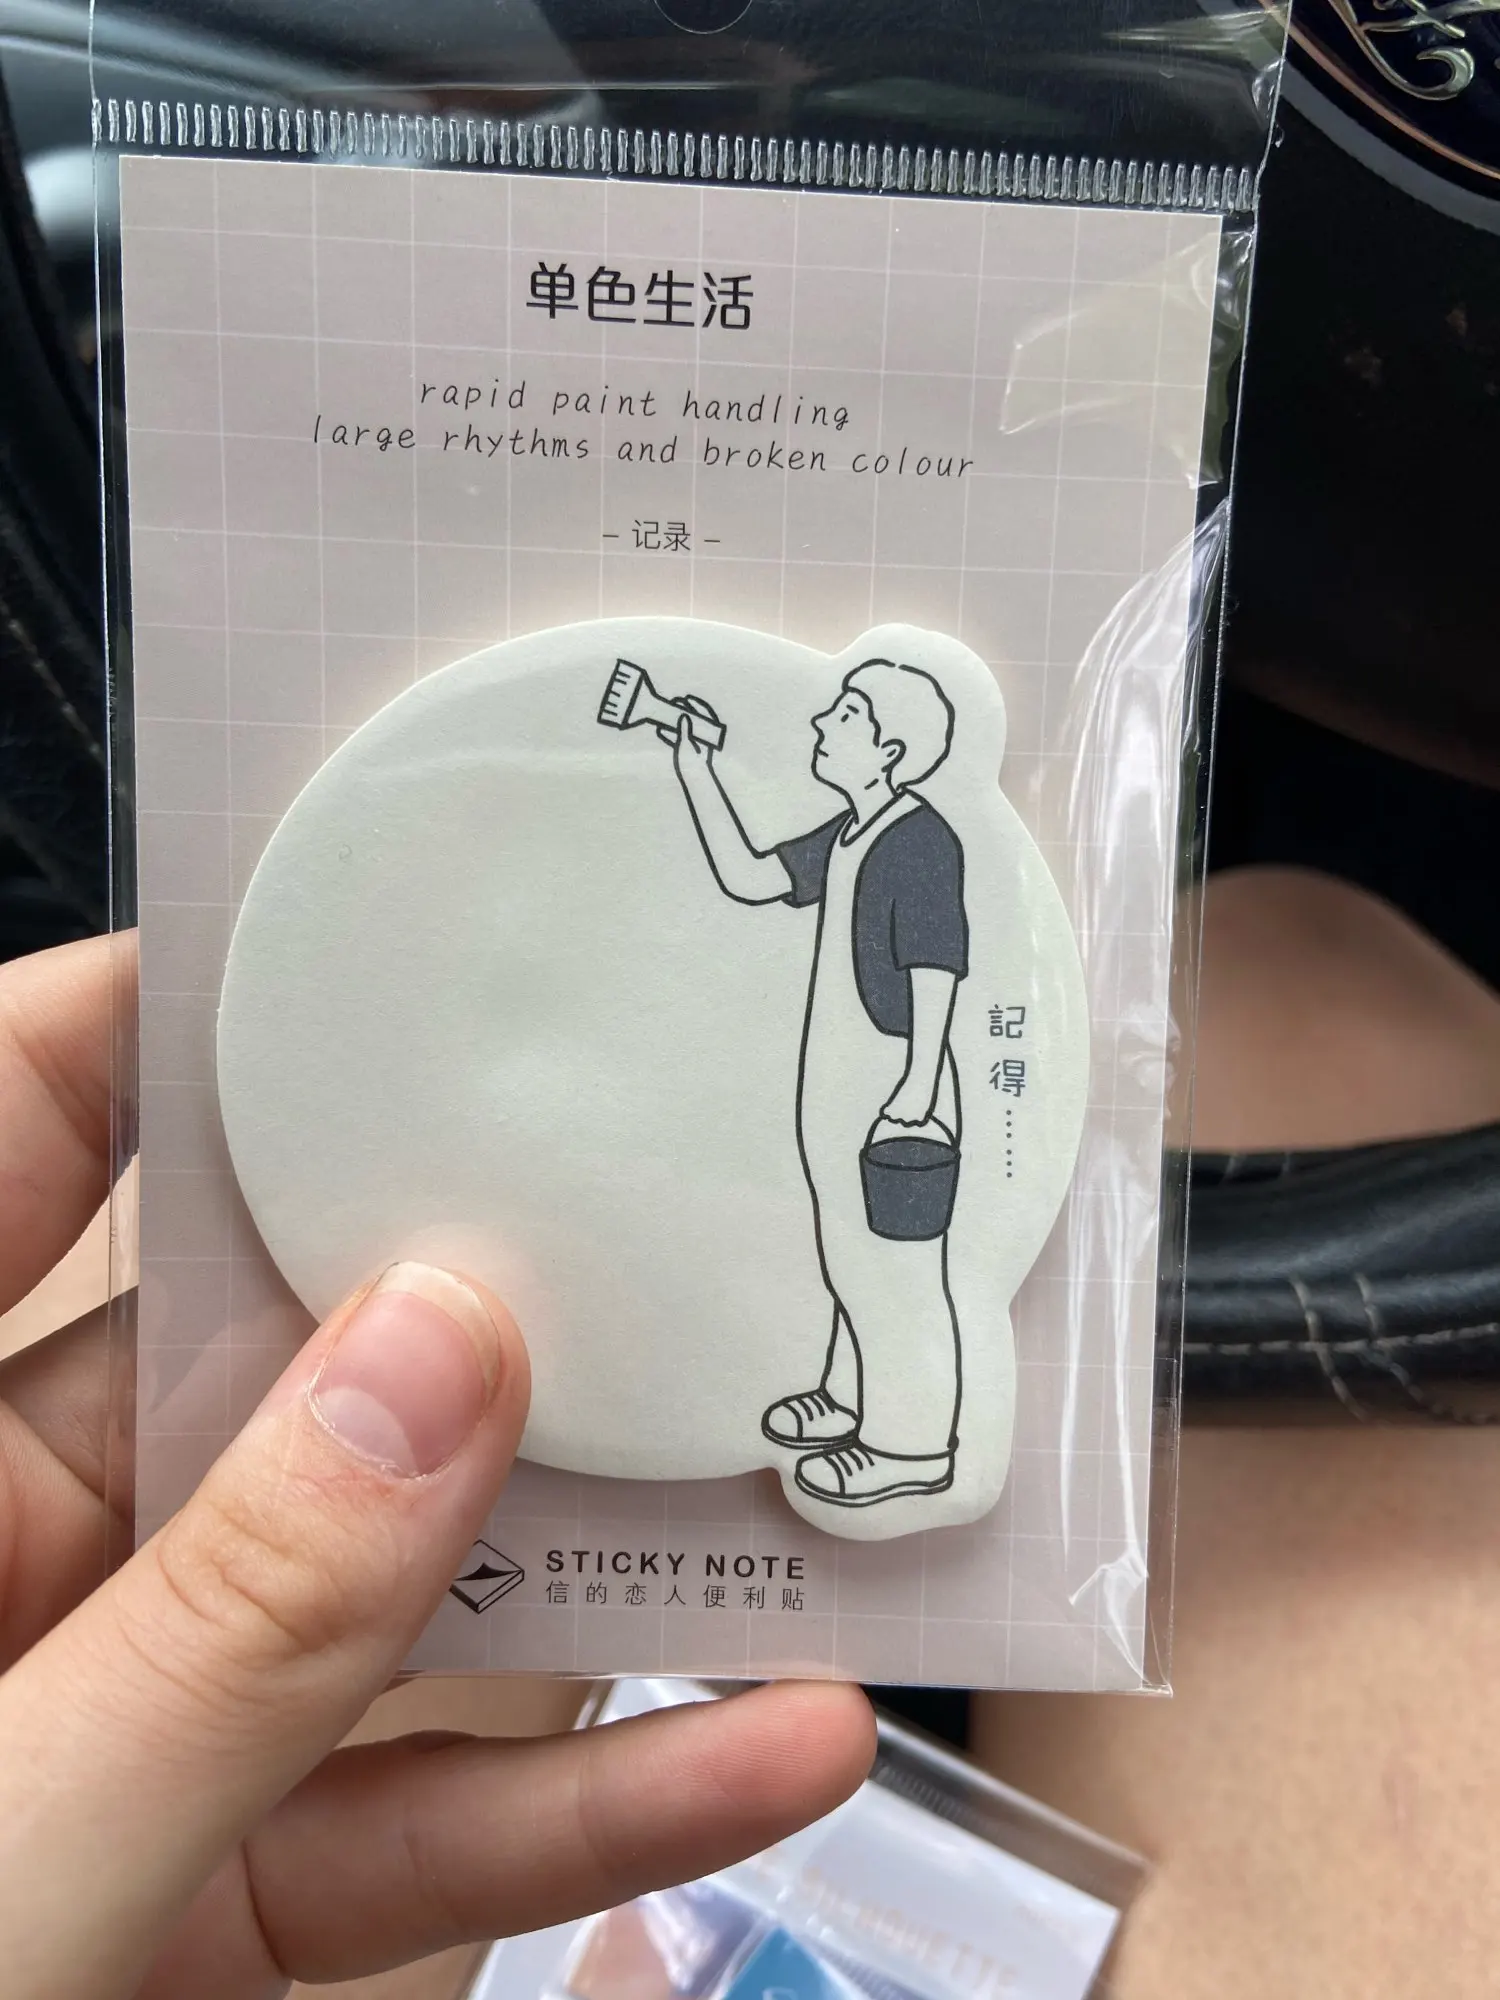 单色生活
rapid paint handling
large rhythms and broken colour
– 记录 –
記得……
STICKY NOTE
信的恋人便利贴